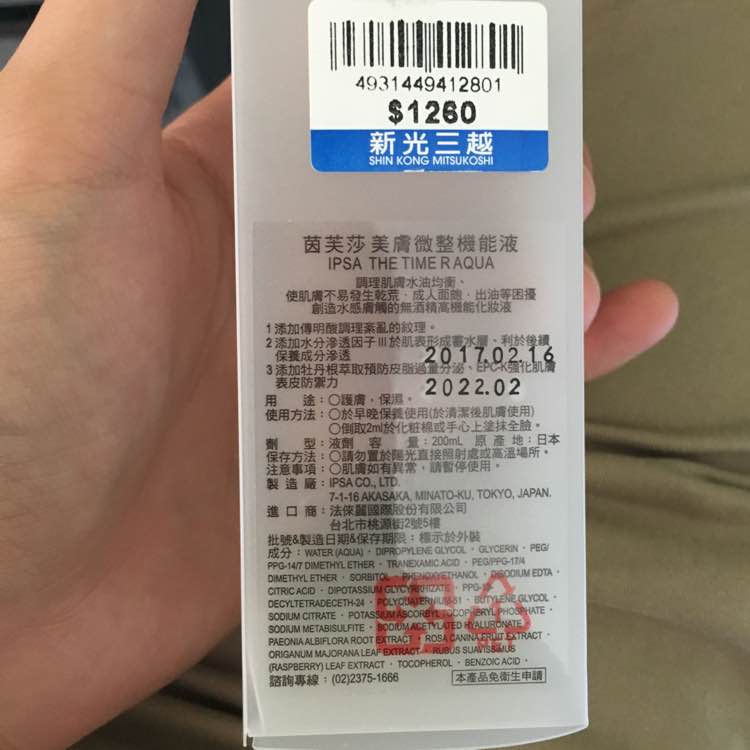 4931449412801
$1260
新光三越
SHIN KONG MITSUKOSHI
茵芙莎 美膚微整機能液
IPSA THE TIME R AQUA
調理肌膚水油均衡、
使肌膚不易發生乾荒、成人面皰、出油等困擾
創造水感膚觸的無酒精高機能化妝液
1 添加傳明酸調理紊亂的紋理。
2 添加水分滲透因子Ⅲ於肌表形成蓄水層、利於後續
保養成分滲透
2017.02.16
3 添加牡丹根萃取預防皮脂過量分泌、EPC-K強化肌膚
表皮防禦力
2022.02
用 途：○護膚，保濕。
使用方法：○於早晚保養使用(於清潔後肌膚使用)
○倒取2ml於化粧棉或手心上塗抹全臉。
劑 型：液劑 容 量：200mL 原 產 地：日本
保存方法：○請勿置於陽光直接照射處或高溫場所。
注意事項：○肌膚如有異常，請暫停使用。
製 造 廠：IPSA CO., LTD.
7-1-16 AKASAKA, MINATO-KU, TOKYO, JAPAN.
進 口 商：法倈麗國際股份有限公司
台北市桃源街2號5樓
批號&製造日期&保存期限：標示於外裝
成分：WATER (AQUA)・DIPROPYLENE GLYCOL・GLYCERIN・PEG/
PPG-14/7 DIMETHYL ETHER・TRANEXAMIC ACID・PEG/PPG-17/4
DIMETHYL ETHER・SORBITOL・PHENOXYETHANOL・DISODIUM EDTA・
CITRIC ACID・DIPOTASSIUM GLYCYRRHIZATE・PPG-13-
DECYLTETRADECETH-24・POLYQUATERNIUM-51・BUTYLENE GLYCOL・
SODIUM CITRATE・POTASSIUM ASCORBYL TOCOPHERYL PHOSPHATE・
SODIUM METABISULFITE・SODIUM ACETYLATED HYALURONATE・
PAEONIA ALBIFLORA ROOT EXTRACT・ROSA CANINA FRUIT EXTRACT・
ORIGANUM MAJORANA LEAF EXTRACT・RUBUS SUAVISSIMUS
(RASPBERRY) LEAF EXTRACT・TOCOPHEROL・BENZOIC ACID・
諮詢專線：(02)2375-1666
本產品免衛生申請